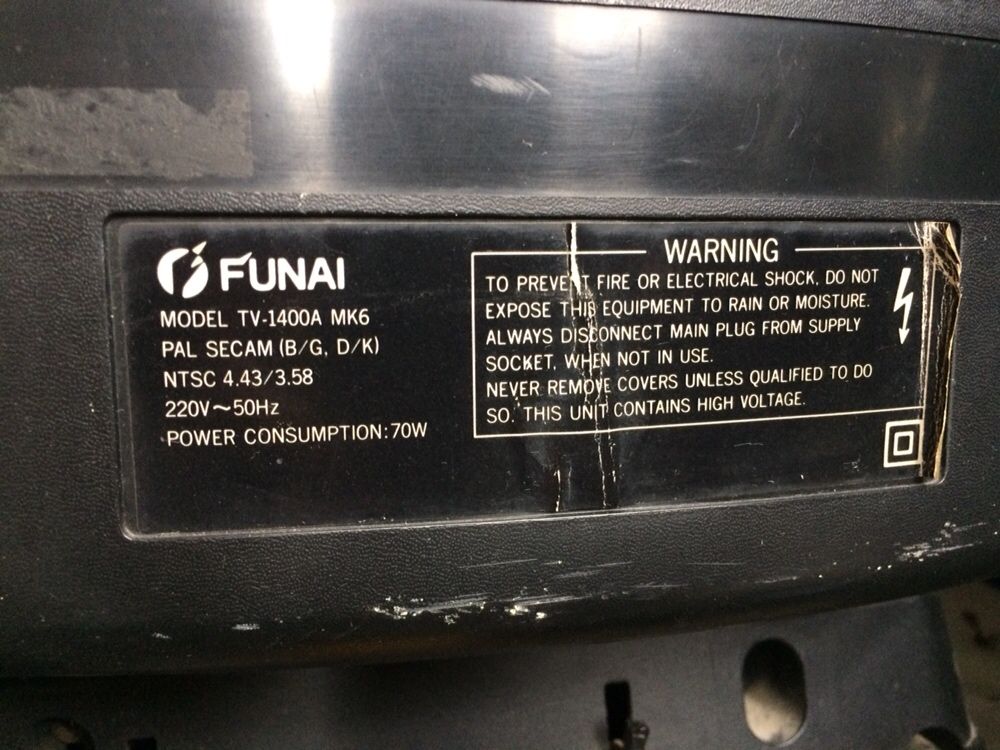 FUNAI
MODEL TV-1400A MK6
PAL SECAM (B/G, D/K)
NTSC 4.43/3.58
220V~50Hz
POWER CONSUMPTION:70W
WARNING
TO PREVENT FIRE OR ELECTRICAL SHOCK, DO NOT
EXPOSE THIS EQUIPMENT TO RAIN OR MOISTURE.
ALWAYS DISCONNECT MAIN PLUG FROM SUPPLY
SOCKET, WHEN NOT IN USE.
NEVER REMOVE COVERS UNLESS QUALIFIED TO DO
SO. THIS UNIT CONTAINS HIGH VOLTAGE.